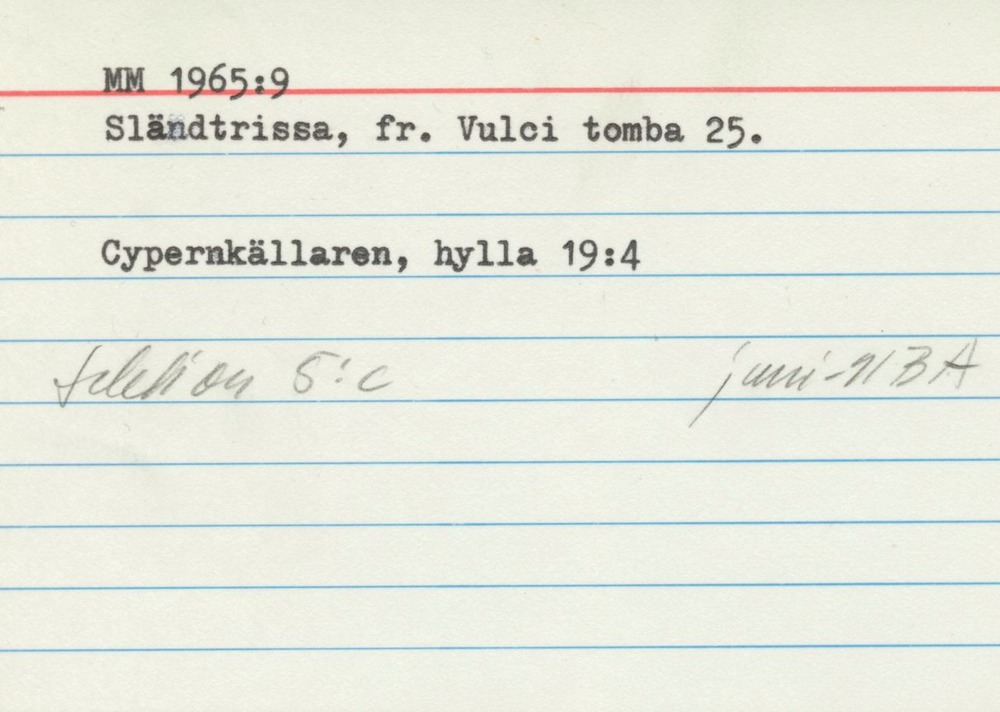 MM 1965:9
Sländtrissa, fr. Vulci tomba 25.
Cypernkällaren, hylla 19:4
sektion 5:c juni-91 BA